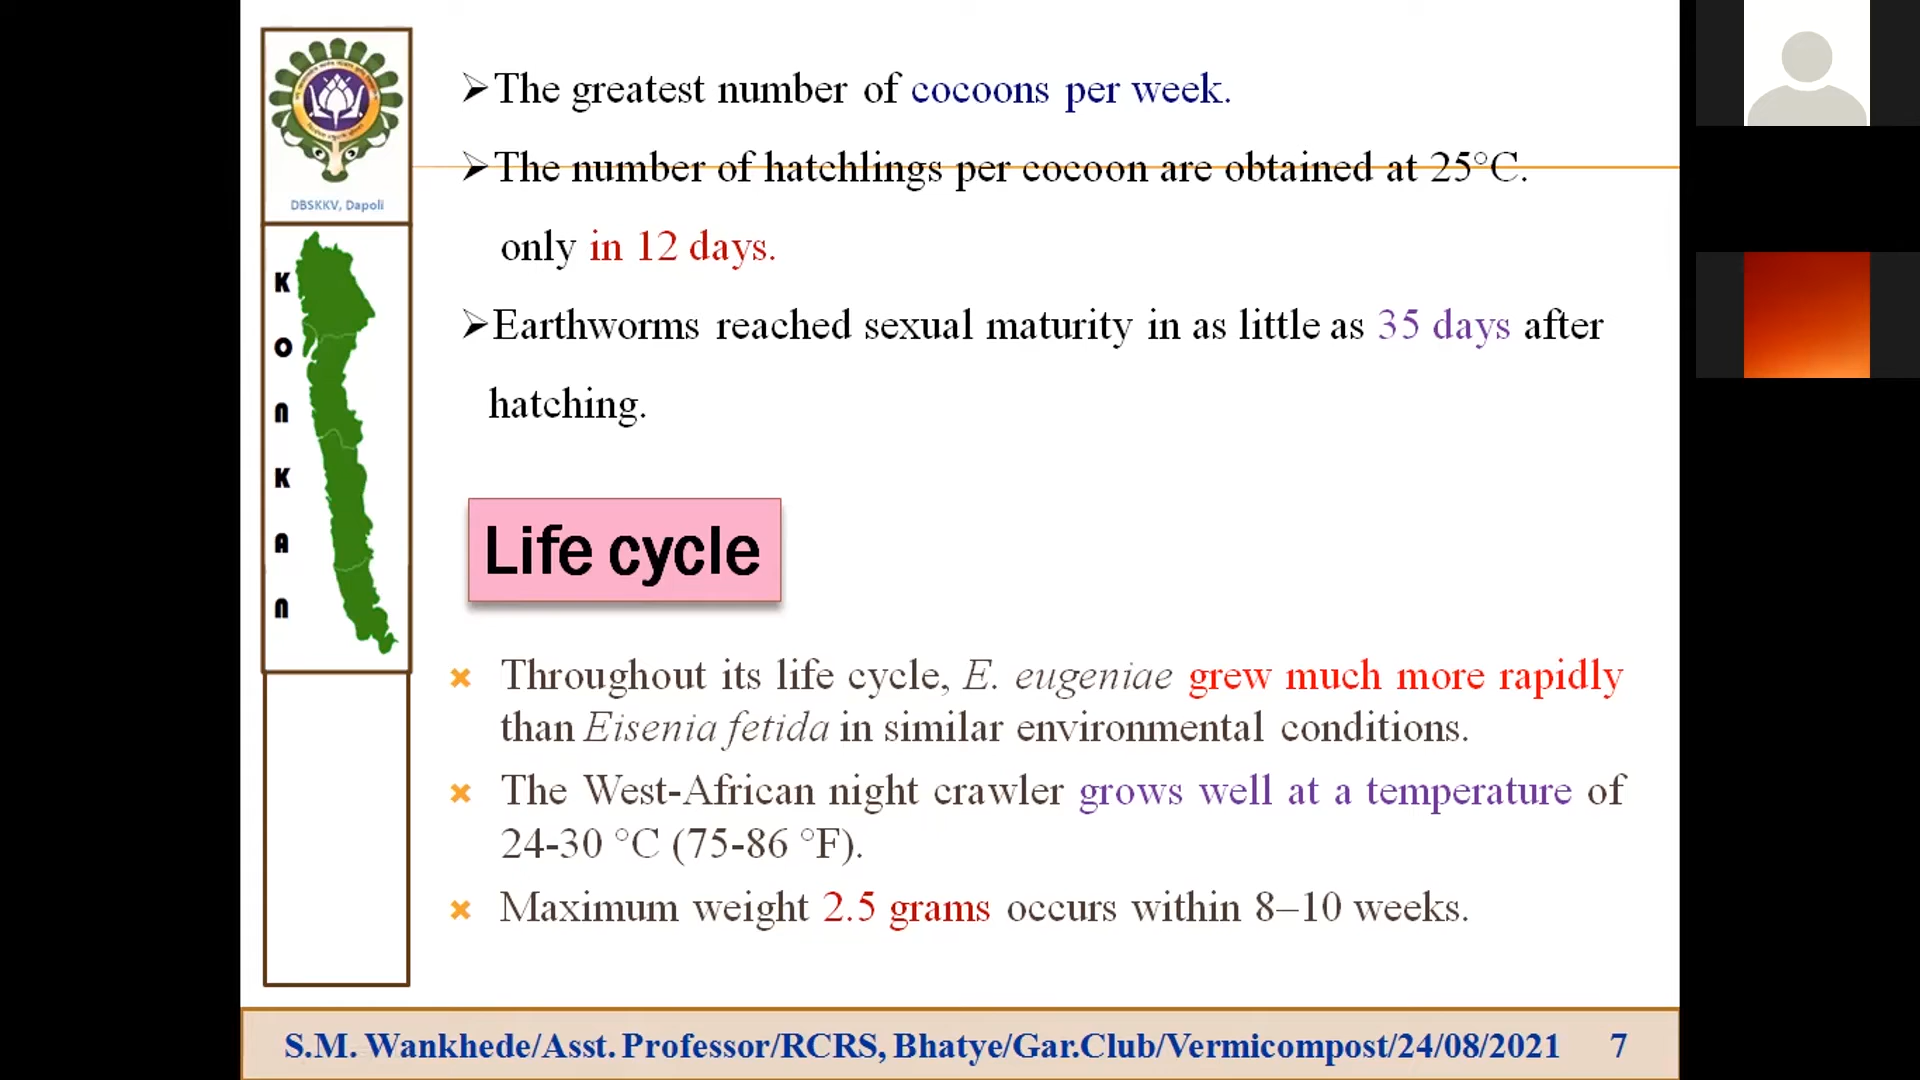 DBSKKV, Dapoli
K
O
N
K
A
N
➢The greatest number of cocoons per week.
➢The number of hatchlings per cocoon are obtained at 25°C.
only in 12 days.
➢Earthworms reached sexual maturity in as little as 35 days after
hatching.
Life cycle
Throughout its life cycle, E. eugeniae grew much more rapidly
than Eisenia fetida in similar environmental conditions.
The West-African night crawler grows well at a temperature of
24-30 °C (75-86 °F).
Maximum weight 2.5 grams occurs within 8–10 weeks.
S.M. Wankhede/Asst. Professor/RCRS, Bhatye/Gar.Club/Vermicompost/24/08/2021 7